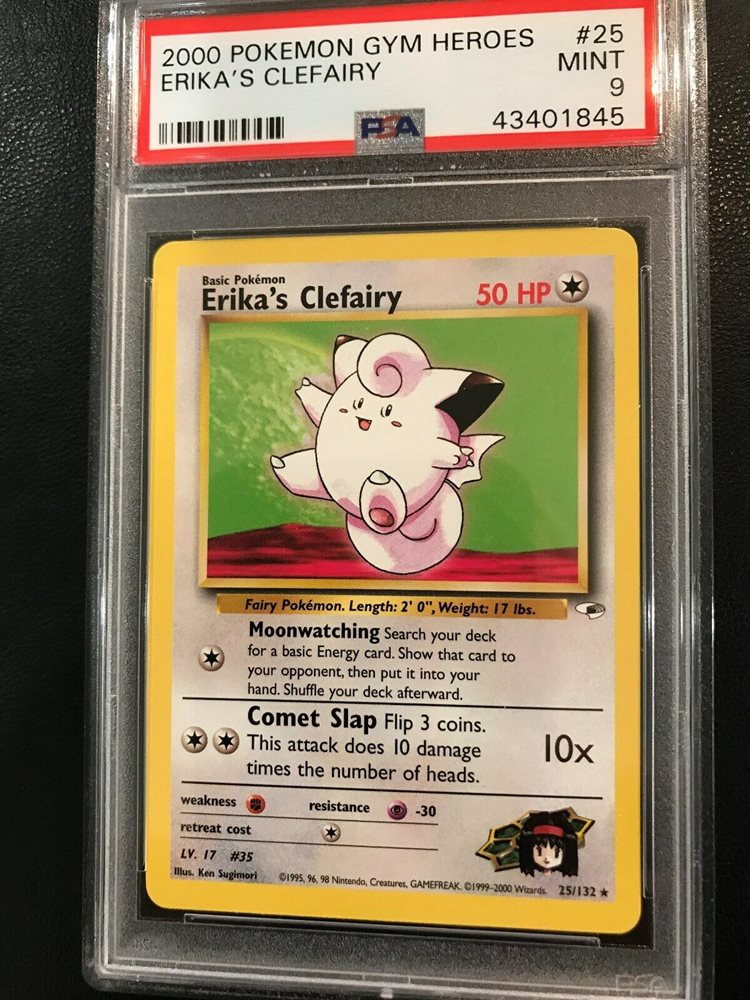 2000 POKEMON GYM HEROES #25
ERIKA'S CLEFAIRY MINT
9
PSA 43401845
Basic Pokémon
Erika's Clefairy 50 HP
Fairy Pokémon. Length: 2' 0", Weight: 17 lbs.
Moonwatching Search your deck
for a basic Energy card. Show that card to
your opponent, then put it into your
hand. Shuffle your deck afterward.
Comet Slap Flip 3 coins.
This attack does 10 damage
times the number of heads.
10x
weakness resistance -30
retreat cost
LV. 17 #35
Illus. Ken Sugimori ©1995, 96, 98 Nintendo, Creatures, GAMEFREAK. ©1999-2000 Wizards. 25/132 ★